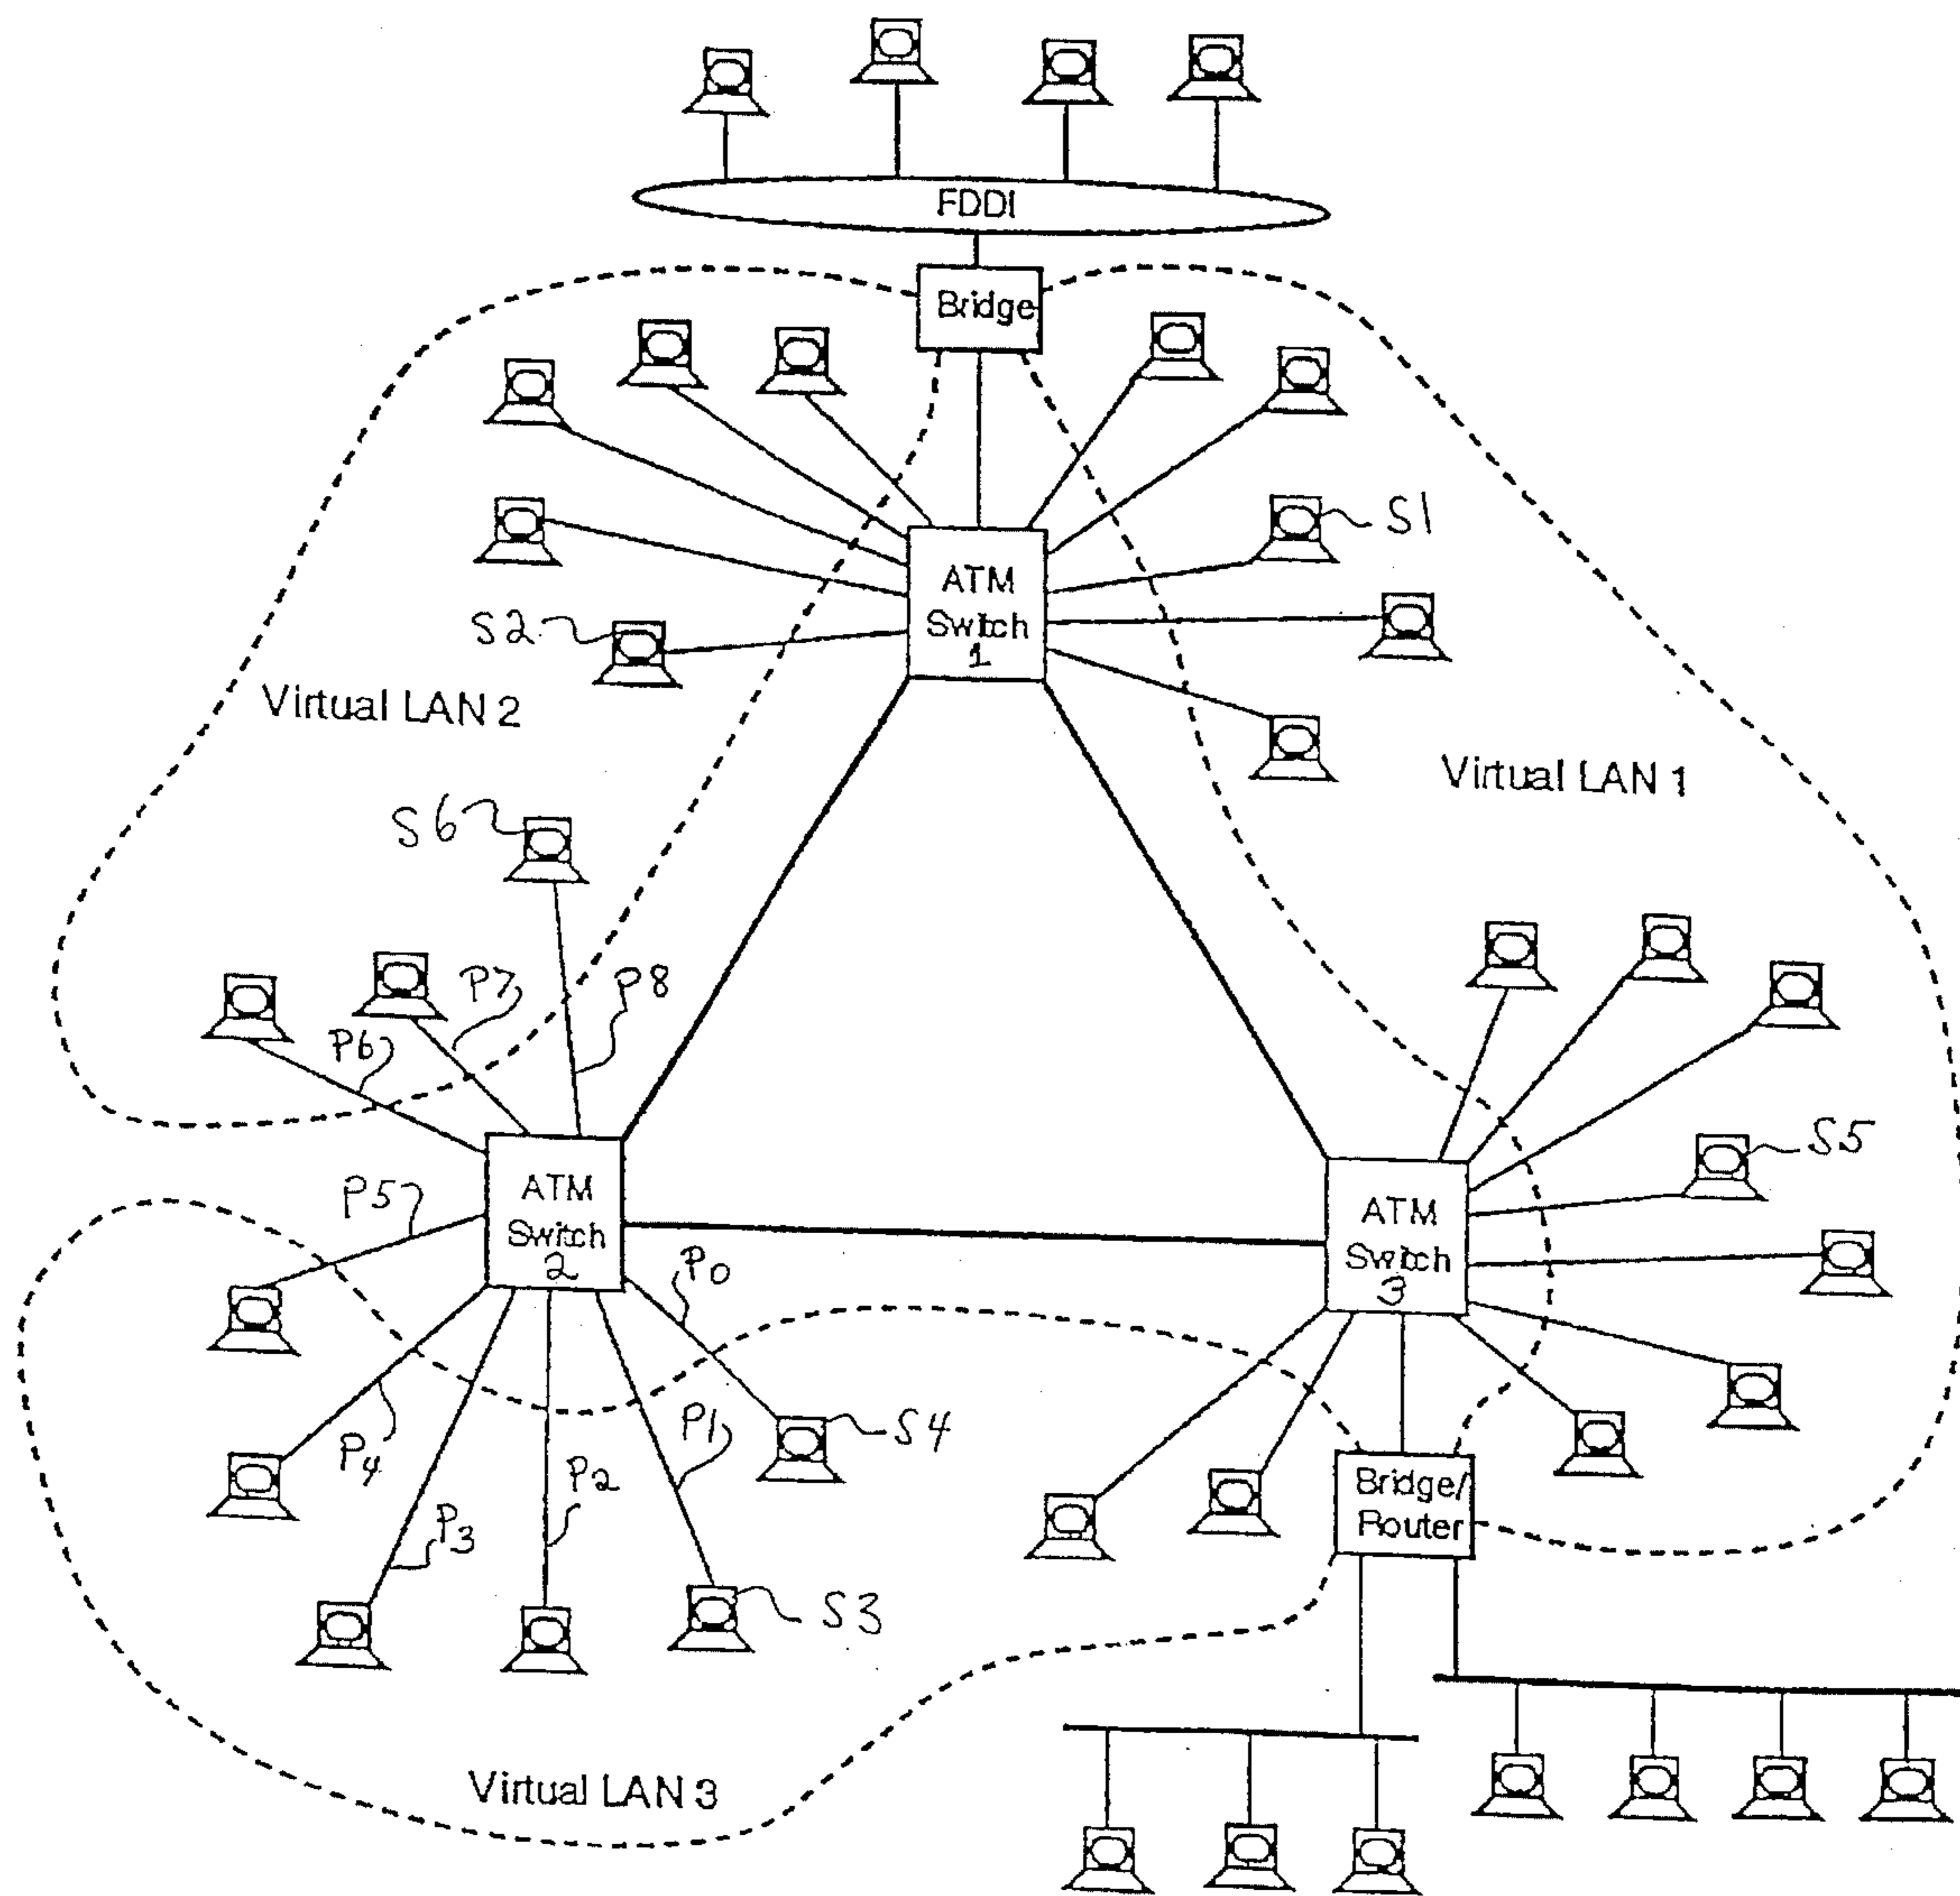 FDDI
Bridge
ATM
Switch
1
S1
S2
Virtual LAN 2
Virtual LAN 1
S6
P7
P8
P6
S5
P5
ATM
Switch
2
P0
ATM
Switch
3
P4
P3
P2
P1
S4
Bridge/
Router
S3
Virtual LAN 3